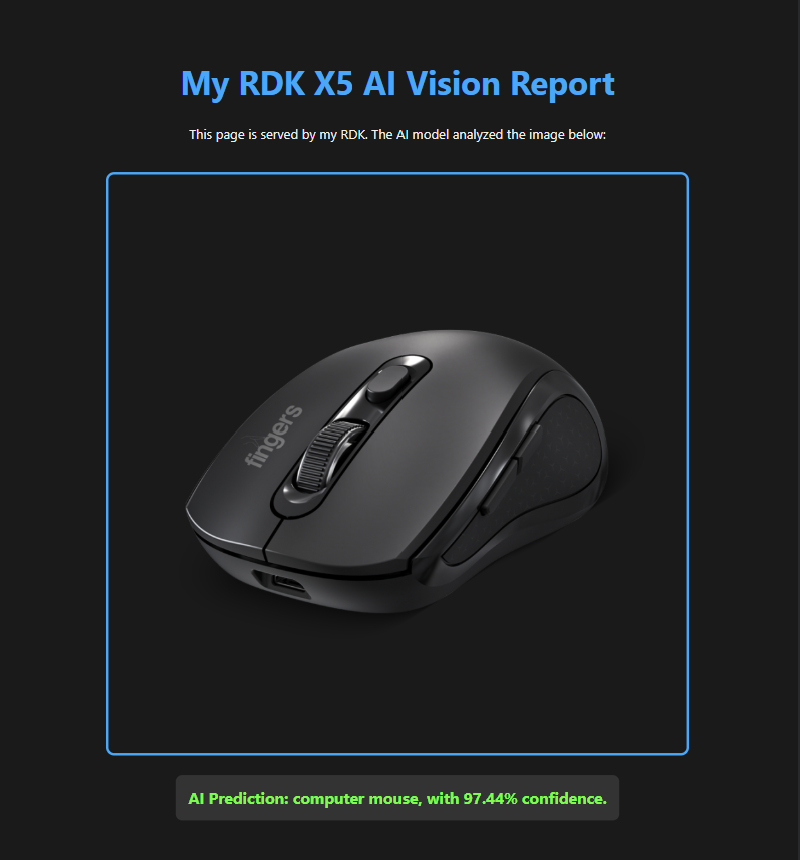 My RDK X5 AI Vision Report
This page is served by my RDK. The AI model analyzed the image below:
fingers
AI Prediction: computer mouse, with 97.44% confidence.